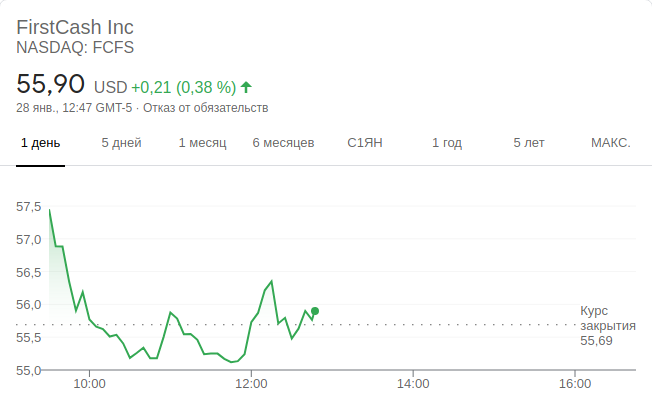 FirstCash Inc
NASDAQ: FCFS
55,90 USD +0,21 (0,38 %)
28 янв., 12:47 GMT-5 · Отказ от обязательств
1 день 5 дней 1 месяц 6 месяцев С1ЯН 1 год 5 лет МАКС.
57,5
57,0
56,5
56,0
55,5
55,0
Курс
закрытия
55,69
10:00 12:00 14:00 16:00